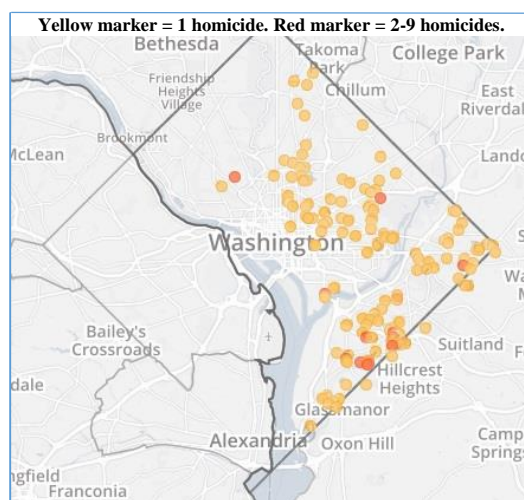 Yellow marker = 1 homicide. Red marker = 2-9 homicides.
Bethesda
Takoma
Park
College Park
Friendship
Heights
Village
Chillum
East
Riverdal
Brookmont
McLean
Lando
Washington
Bailey's
Crossroads
Suitland
Hillcrest
Heights
dale
Glassmanor
Alexandria
Oxon Hill
Camp
Springs
ngfield
Franconia